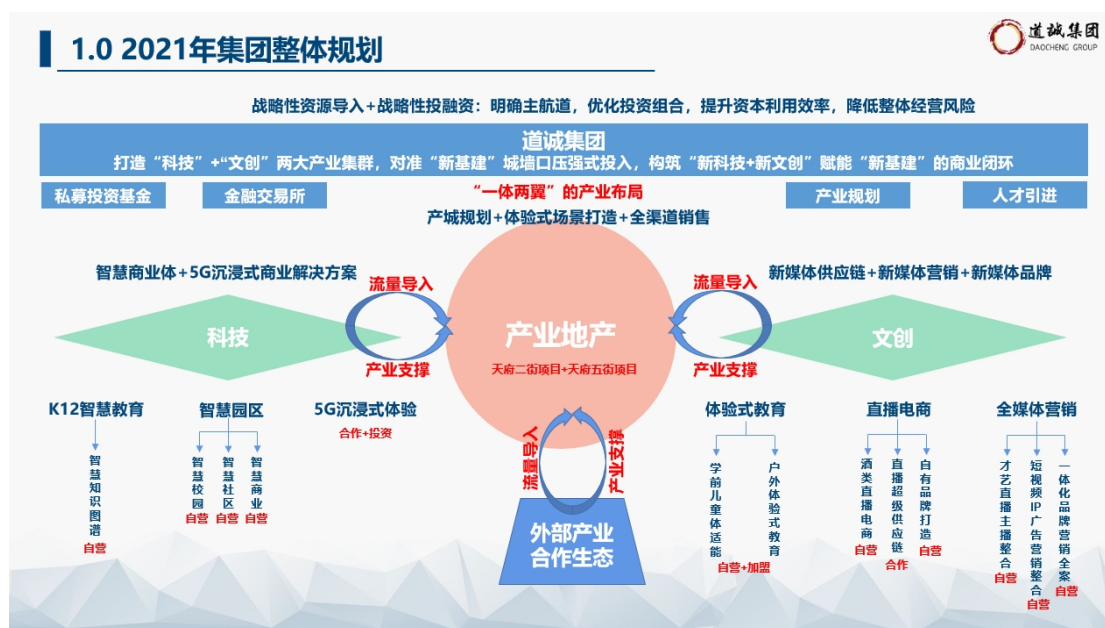 1.0 2021年集团整体规划
道诚集团
DAOCHENG GROUP
战略性资源导入+战略性投融资：明确主航道，优化投资组合，提升资本利用效率，降低整体经营风险
道诚集团
打造“科技”+“文创”两大产业集群，对准“新基建”城墙口压强式投入，构筑“新科技+新文创”赋能“新基建”的商业闭环
私募投资基金
金融交易所
“一体两翼”的产业布局
产业规划
人才引进
产城规划+体验式场景打造+全渠道销售
智慧商业体+5G沉浸式商业解决方案
流量导入
流量导入
新媒体供应链+新媒体营销+新媒体品牌
科技
产业地产
文创
产业支撑
天府二街项目+天府五街项目
产业支撑
K12智慧教育
智慧园区
5G沉浸式体验
合作+投资
体验式教育
直播电商
全媒体营销
智慧知识图谱
自营
智慧校园
自营
智慧社区
自营
智慧商业
自营
流量导入
产业支撑
外部产业
合作生态
学前儿童体适能
户外体验式教育
自营+加盟
酒类直播电商
自营
直播超级供应链
合作
自有品牌打造
自营
才艺直播主播整合
自营
短视频IP广告营销整合
自营
一体化品牌营销全案
自营